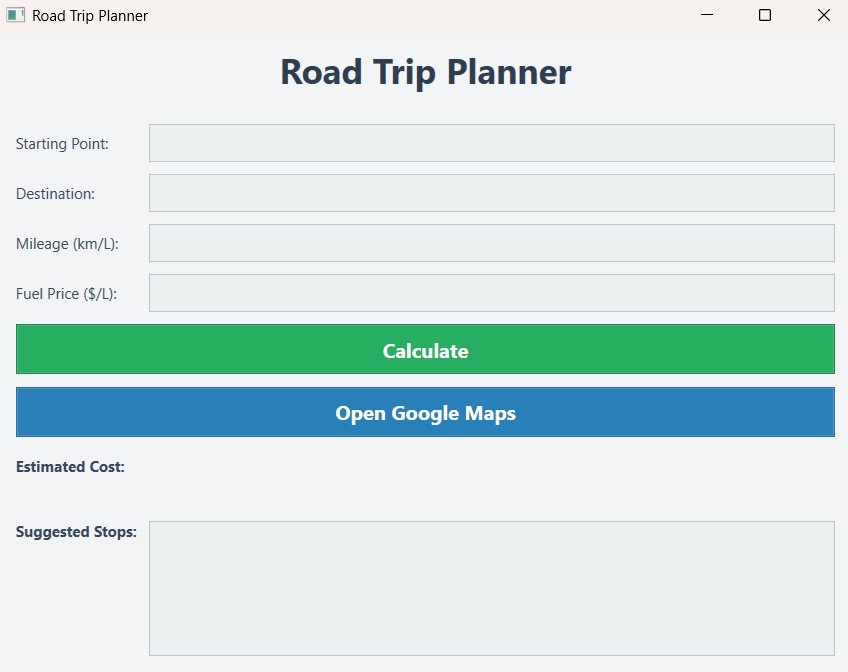 Road Trip Planner
Road Trip Planner
Starting Point:
Destination:
Mileage (km/L):
Fuel Price ($/L):
Calculate
Open Google Maps
Estimated Cost:
Suggested Stops: